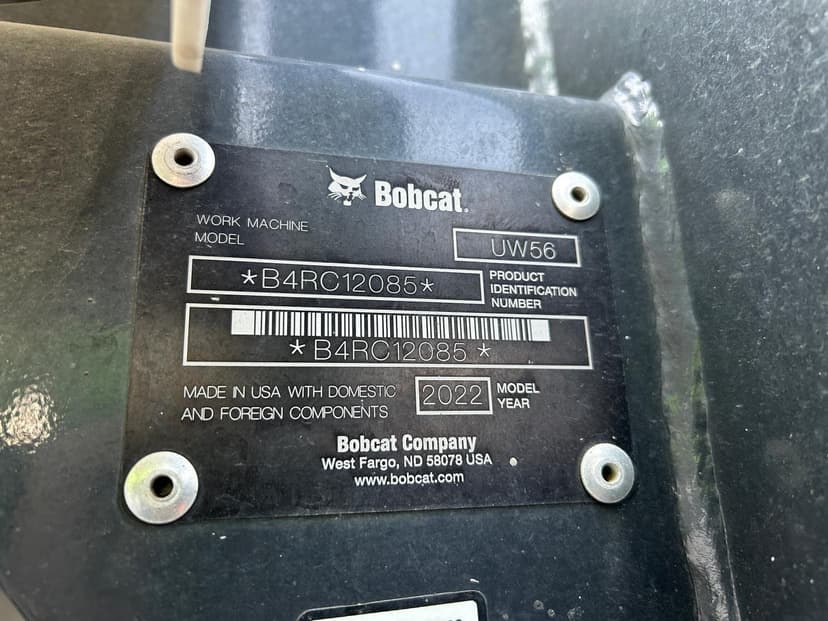 Bobcat.
WORK MACHINE
MODEL
UW56
*B4RC12085*
PRODUCT
IDENTIFICATION
NUMBER
*B4RC12085*
MADE IN USA WITH DOMESTIC
AND FOREIGN COMPONENTS
2022
MODEL
YEAR
Bobcat Company
West Fargo, ND 58078 USA
www.bobcat.com